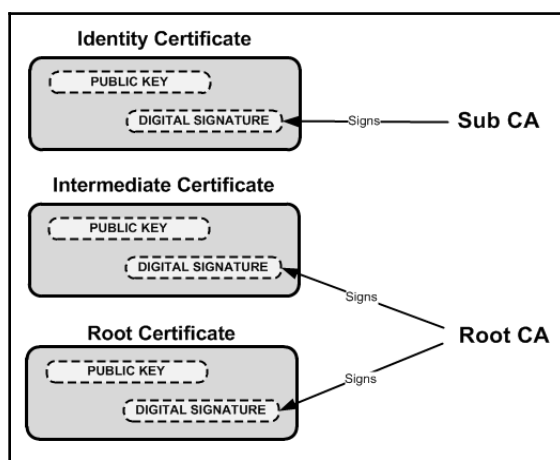 Identity Certificate
PUBLIC KEY
DIGITAL SIGNATURE
Signs
Sub CA
Intermediate Certificate
PUBLIC KEY
DIGITAL SIGNATURE
Signs
Root CA
Root Certificate
PUBLIC KEY
Signs
DIGITAL SIGNATURE